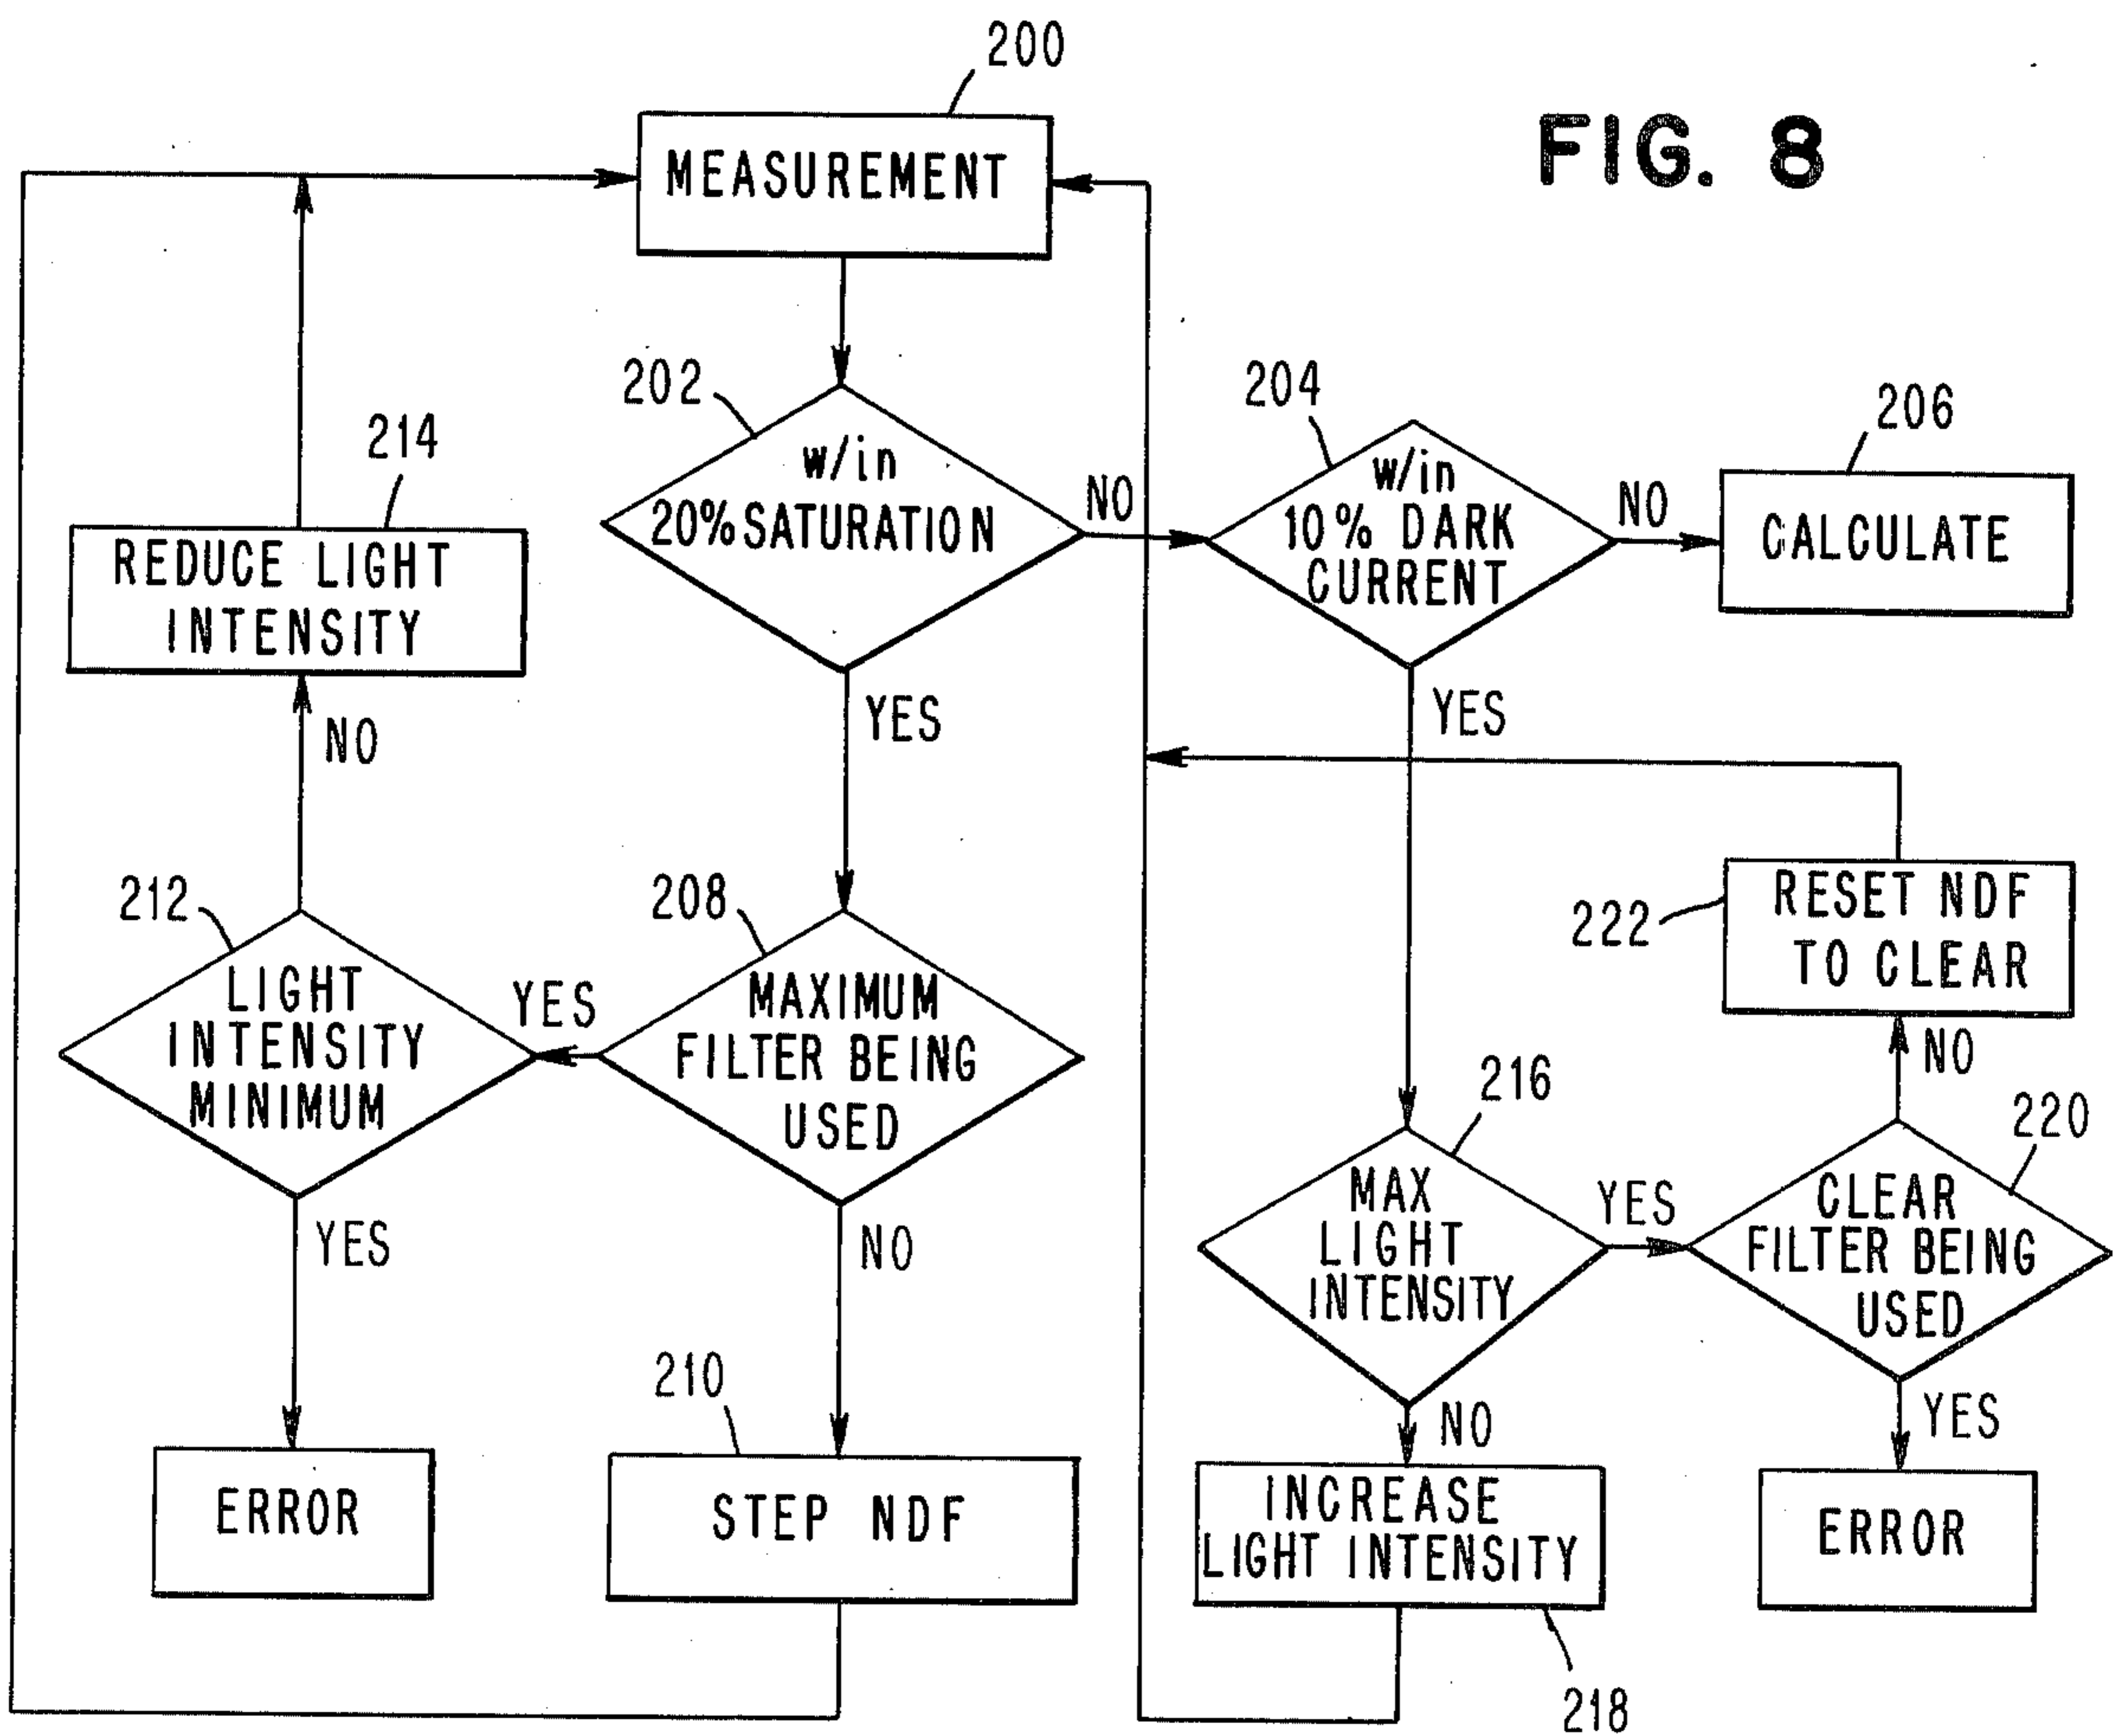 FIG. 8
200
MEASUREMENT
202
w/in
20% SATURATION
NO
YES
204
w/in
10% DARK
CURRENT
NO
YES
206
CALCULATE
214
REDUCE LIGHT
INTENSITY
NO
212
LIGHT
INTENSITY
MINIMUM
YES
YES
208
MAXIMUM
FILTER BEING
USED
NO
222
RESET NDF
TO CLEAR
NO
216
MAX
LIGHT
INTENSITY
YES
NO
220
CLEAR
FILTER BEING
USED
YES
ERROR
210
STEP NDF
INCREASE
LIGHT INTENSITY
218
ERROR